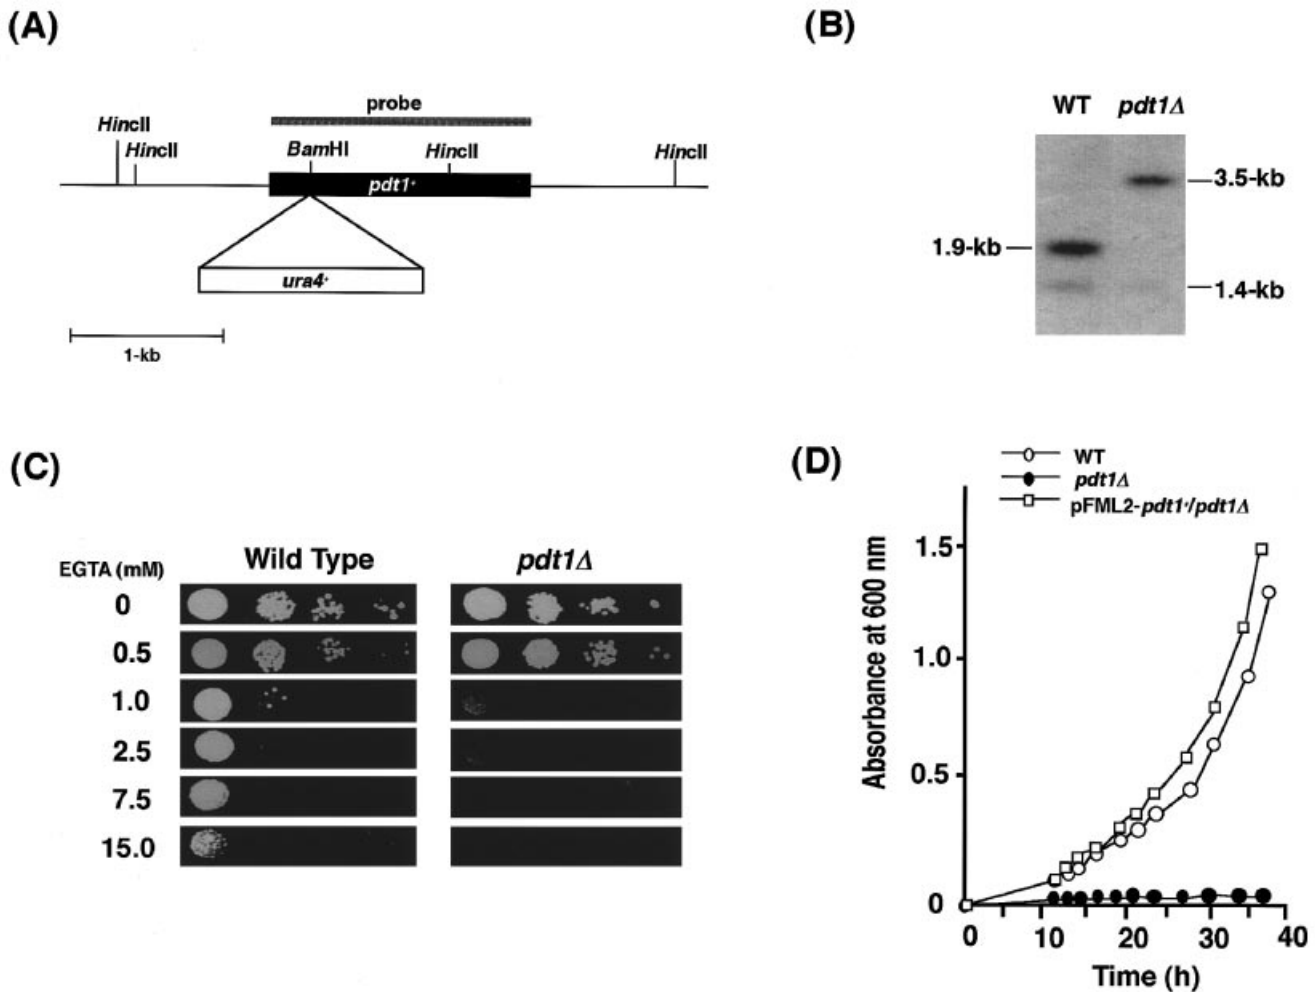 (A)
probe
HincII
HincII
BamHI
HincII
HincII
pdt1+
ura4+
1-kb
(B)
WT pdt1Δ
3.5-kb
1.9-kb
1.4-kb
(C)
EGTA (mM)
Wild Type
pdt1Δ
0
0.5
1.0
2.5
7.5
15.0
(D)
WT
pdt1Δ
pFML2-pdt1+/pdt1Δ
Absorbance at 600 nm
1.5
1.0
0.5
0
0 10 20 30 40
Time (h)